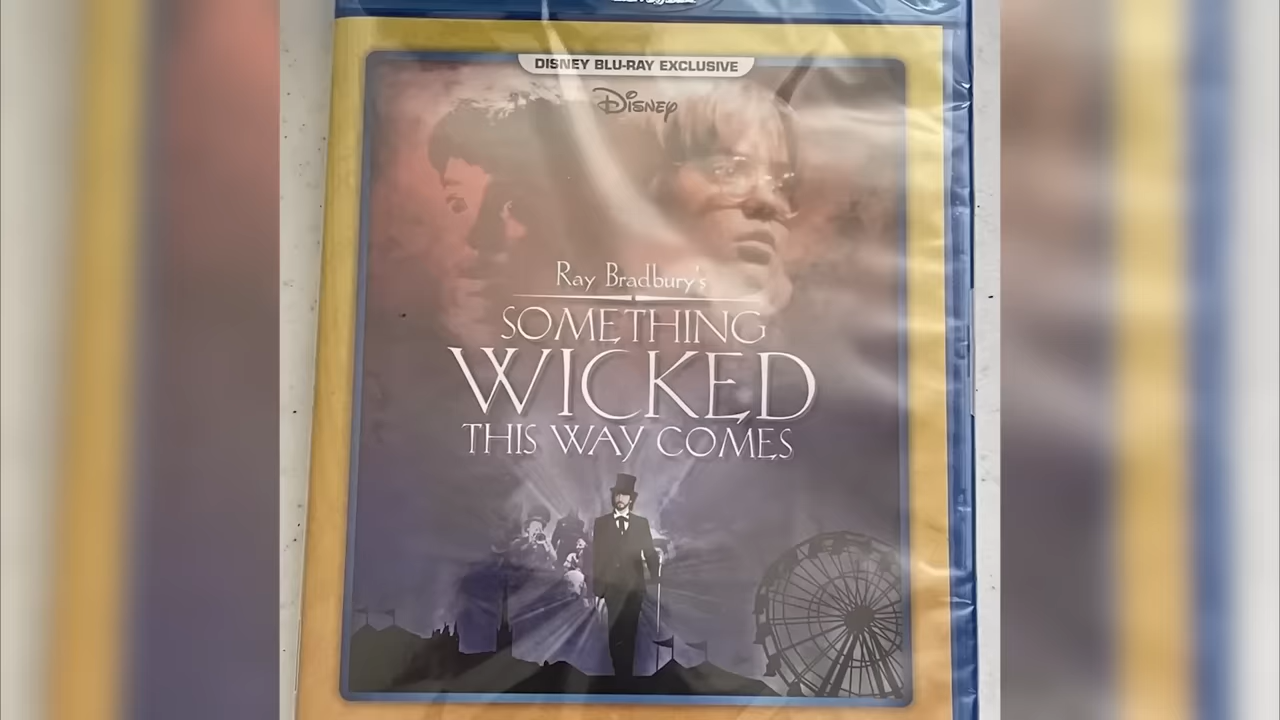 DISNEY BLU-RAY EXCLUSIVE
Disney
Ray Bradbury's
SOMETHING
WICKED
THIS WAY COMES